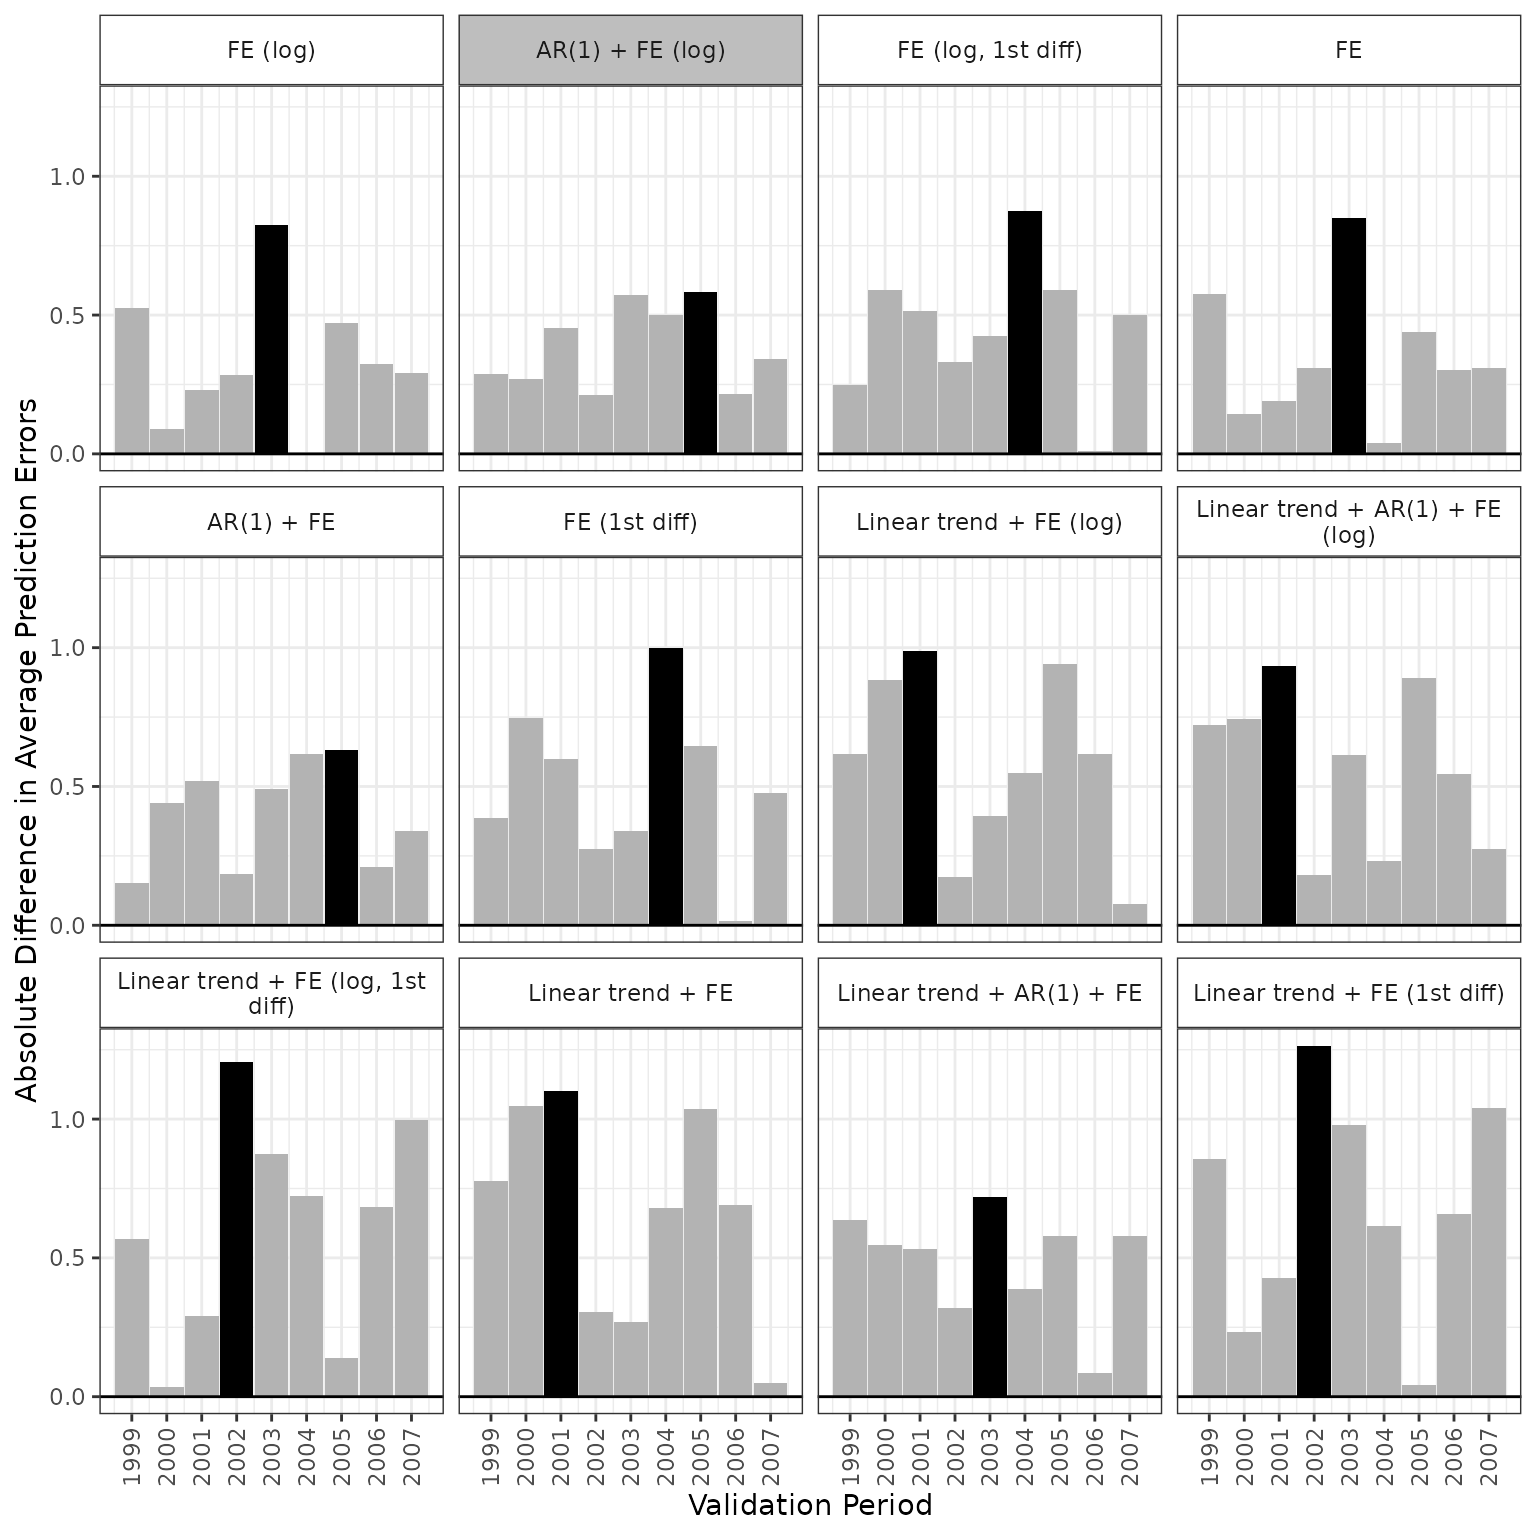 FE (log)
AR(1) + FE (log)
FE (log, 1st diff)
FE
1.0
0.5
0.0
AR(1) + FE
FE (1st diff)
Linear trend + FE (log)
Linear trend + AR(1) + FE
(log)
1.0
0.5
0.0
Linear trend + FE (log, 1st
diff)
Linear trend + FE
Linear trend + AR(1) + FE
Linear trend + FE (1st diff)
1.0
0.5
0.0
1999 2000 2001 2002 2003 2004 2005 2006 2007
1999 2000 2001 2002 2003 2004 2005 2006 2007
1999 2000 2001 2002 2003 2004 2005 2006 2007
1999 2000 2001 2002 2003 2004 2005 2006 2007
Validation Period
Absolute Difference in Average Prediction Errors